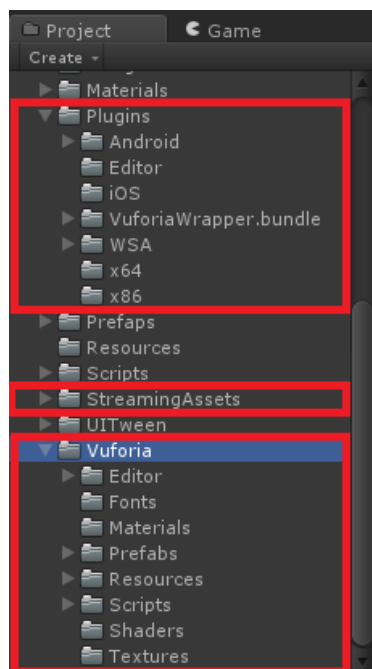 Project Game
Create
Materials
Plugins
Android
Editor
iOS
VuforiaWrapper.bundle
WSA
x64
x86
Prefaps
Resources
Scripts
StreamingAssets
UITween
Vuforia
Editor
Fonts
Materials
Prefabs
Resources
Scripts
Shaders
Textures